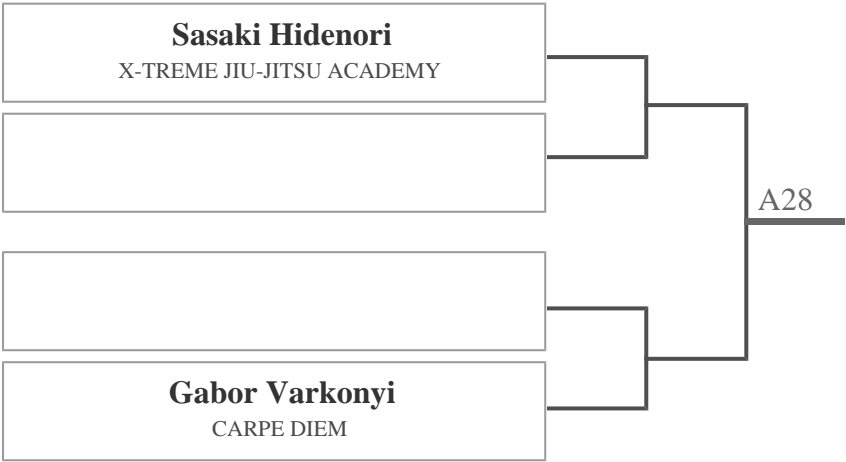 Sasaki Hidenori
X-TREME JIU-JITSU ACADEMY
A28
Gabor Varkonyi
CARPE DIEM